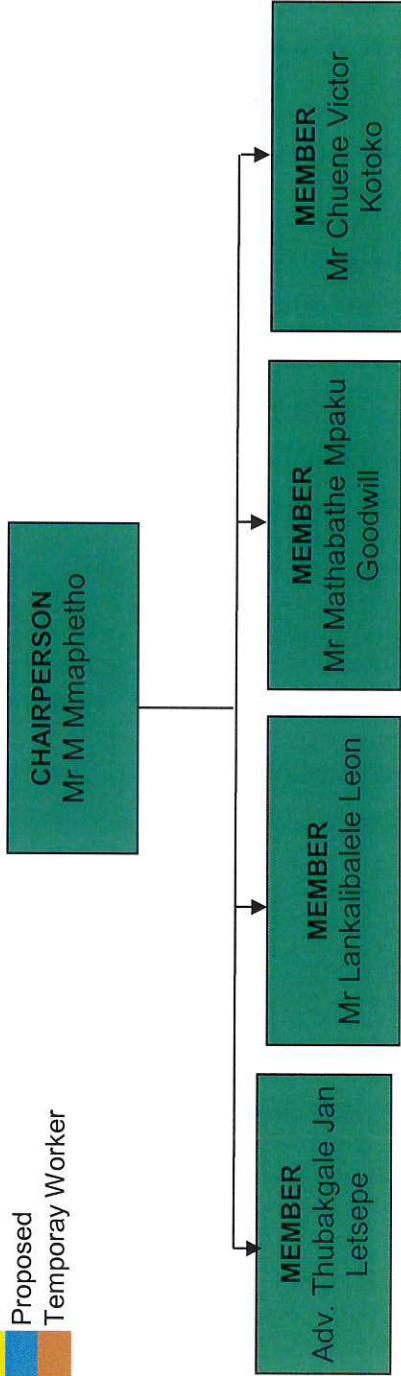 Proposed
Temporay Worker
CHAIRPERSON
Mr M Mmaphetho
MEMBER
Adv. Thubakgale Jan
Letsepe
MEMBER
Mr Lankalibalele Leon
MEMBER
Mr Mathabathe Mpaku
Goodwill
MEMBER
Mr Chuene Victor
Kotoko